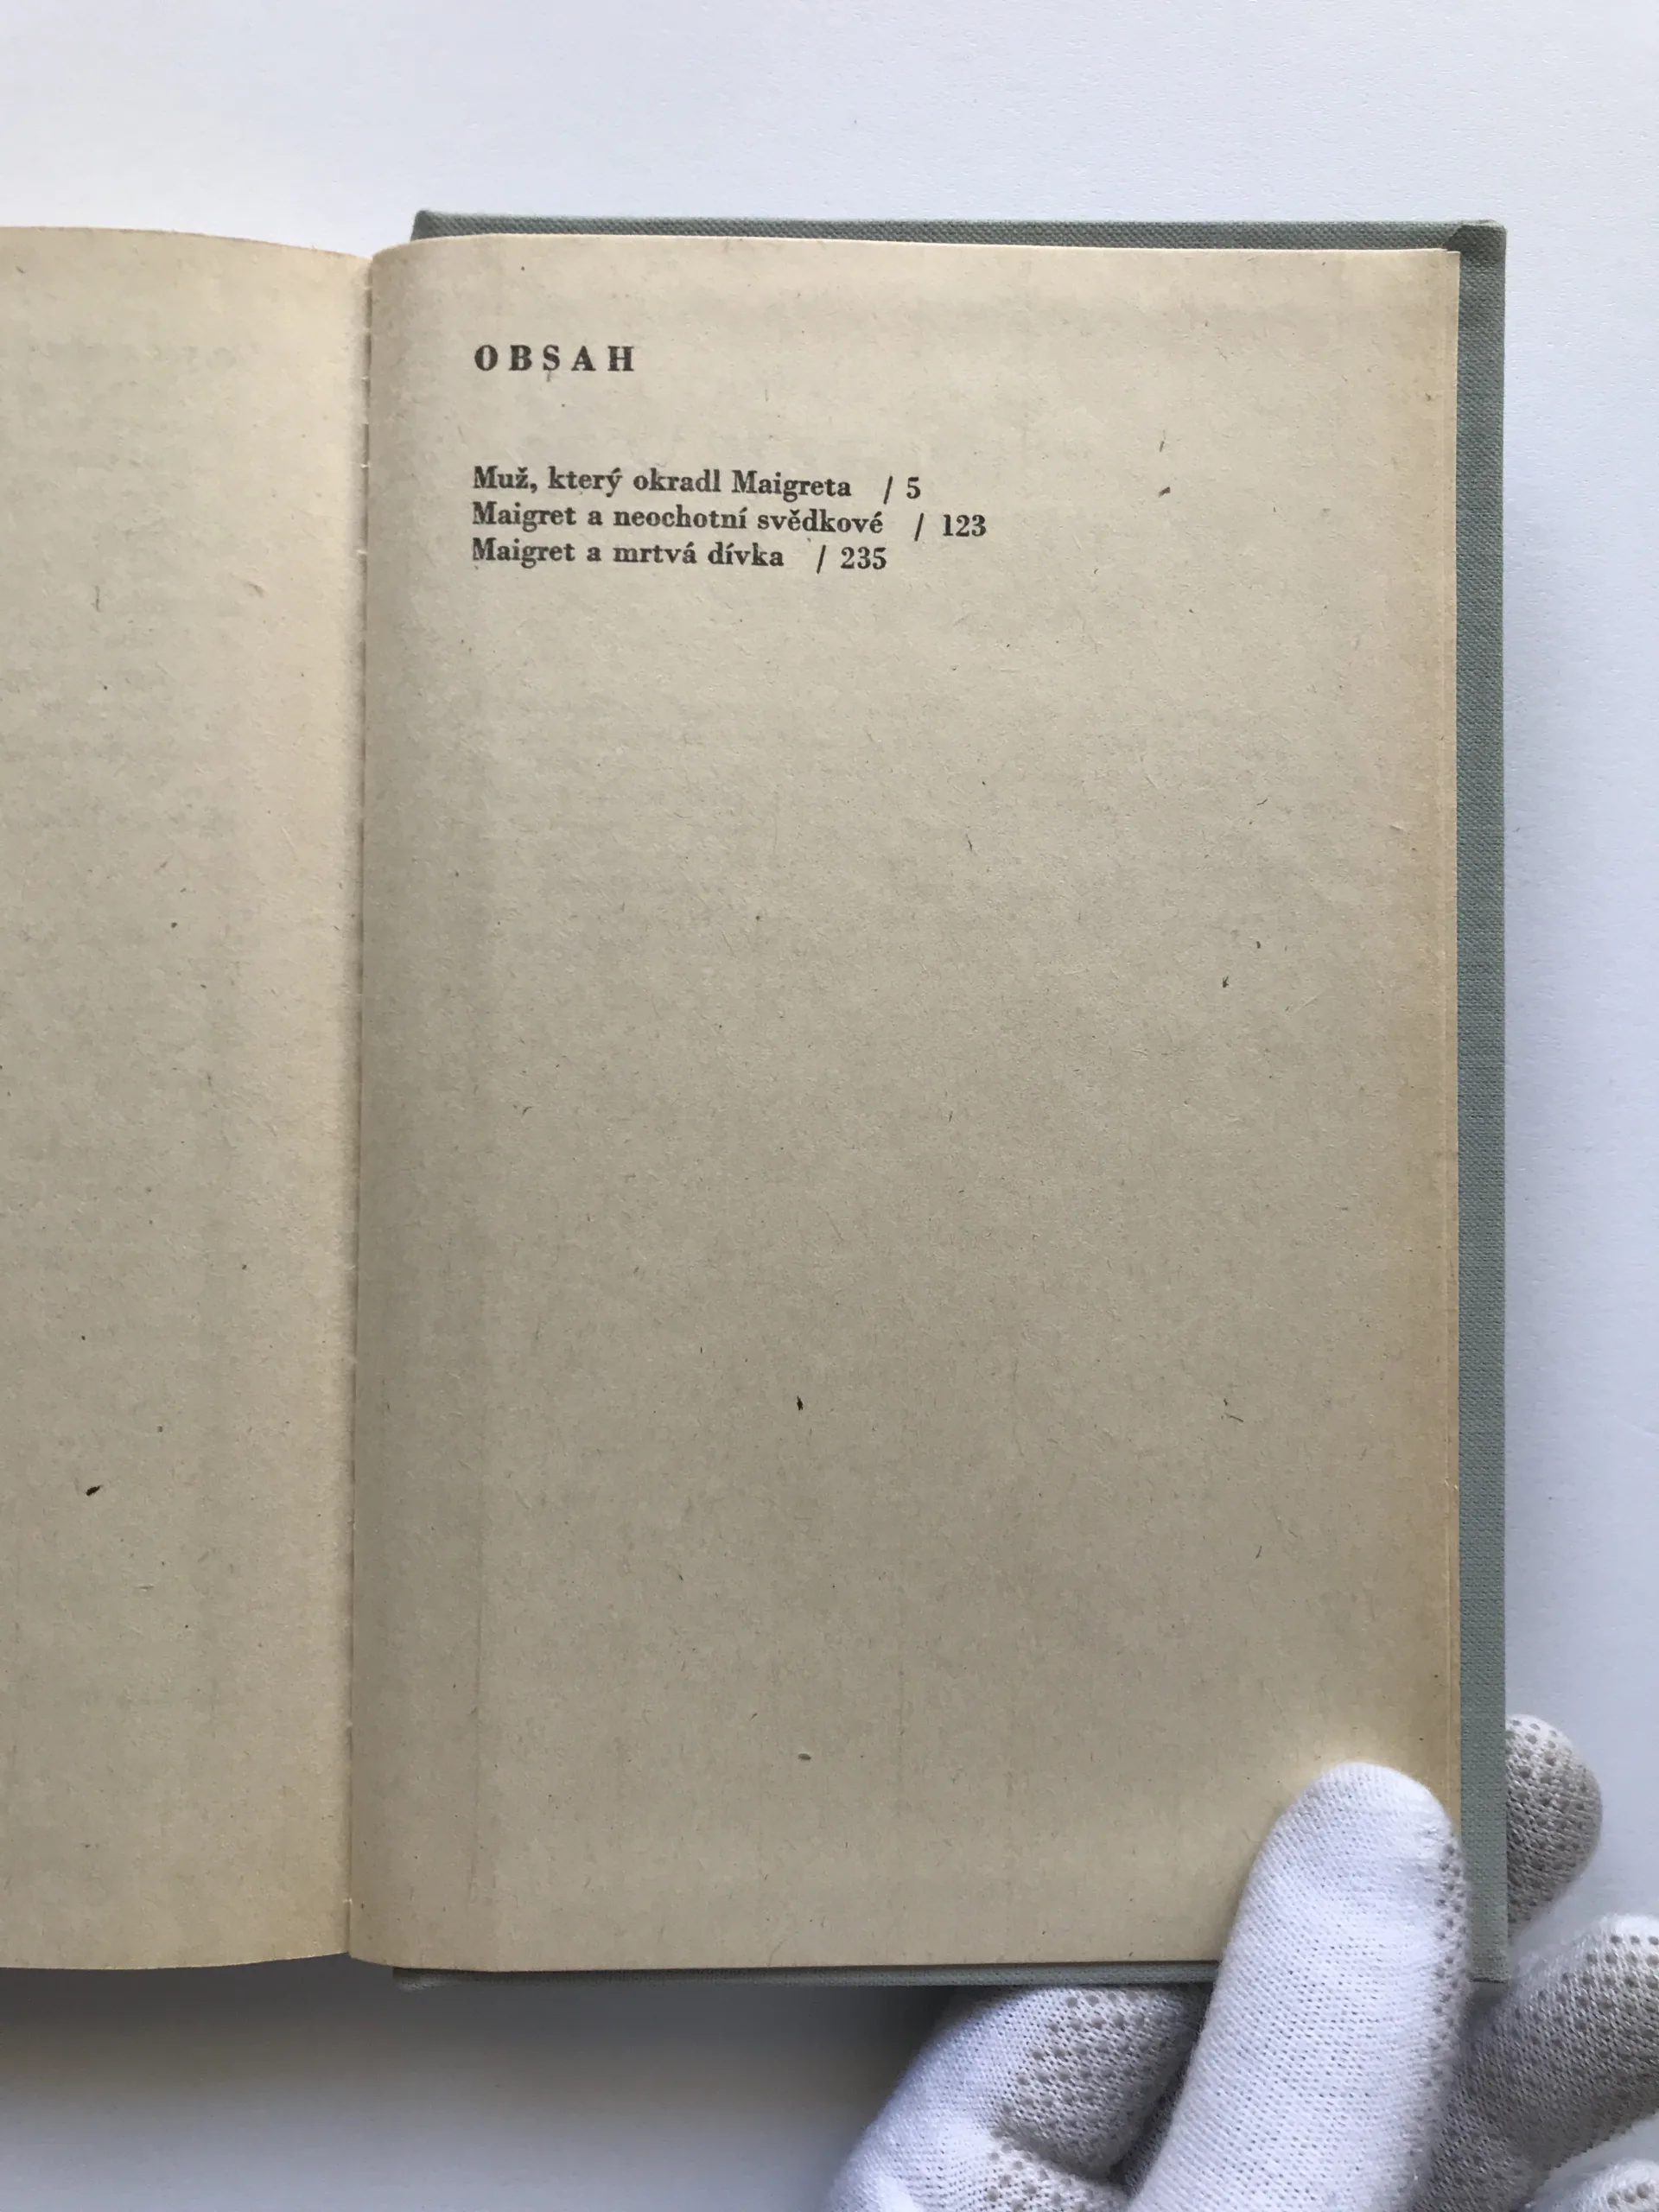 OBSAH
Muž, který okradl Maigreta / 5
Maigret a neochotní svědkové / 123
Maigret a mrtvá dívka / 235